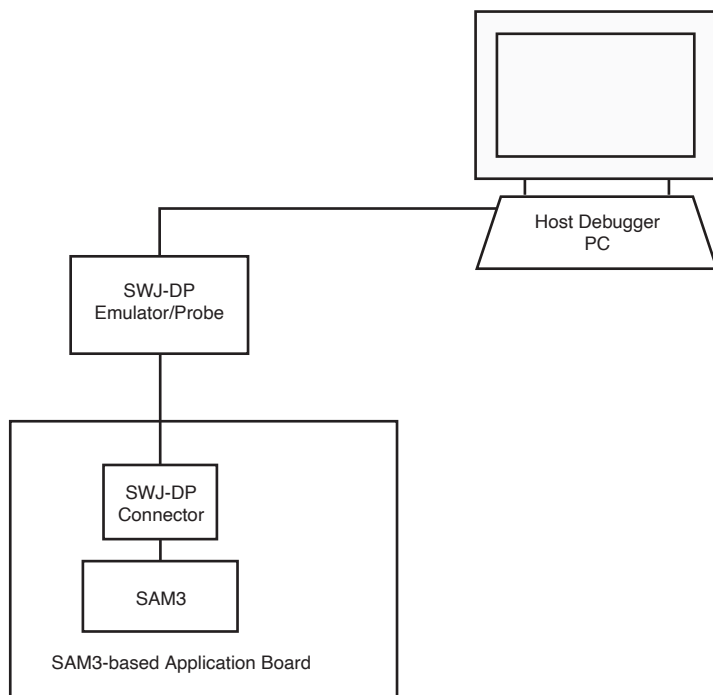 Host Debugger
PC
SWJ-DP
Emulator/Probe
SWJ-DP
Connector
SAM3
SAM3-based Application Board